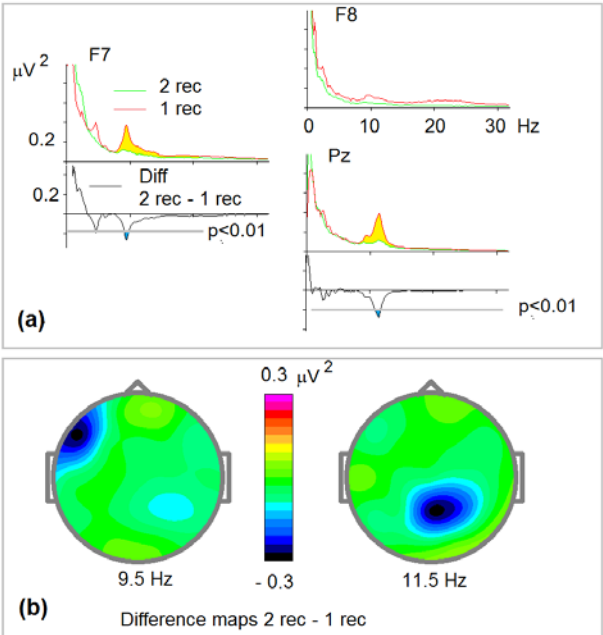 F7
μV²
2 rec
1 rec
0.2
0.2
Diff
2 rec - 1 rec
p<0.01
F8
0 10 20 30 Hz
Pz
p<0.01
(a)
0.3 μV²
- 0.3
9.5 Hz
11.5 Hz
(b)
Difference maps 2 rec - 1 rec